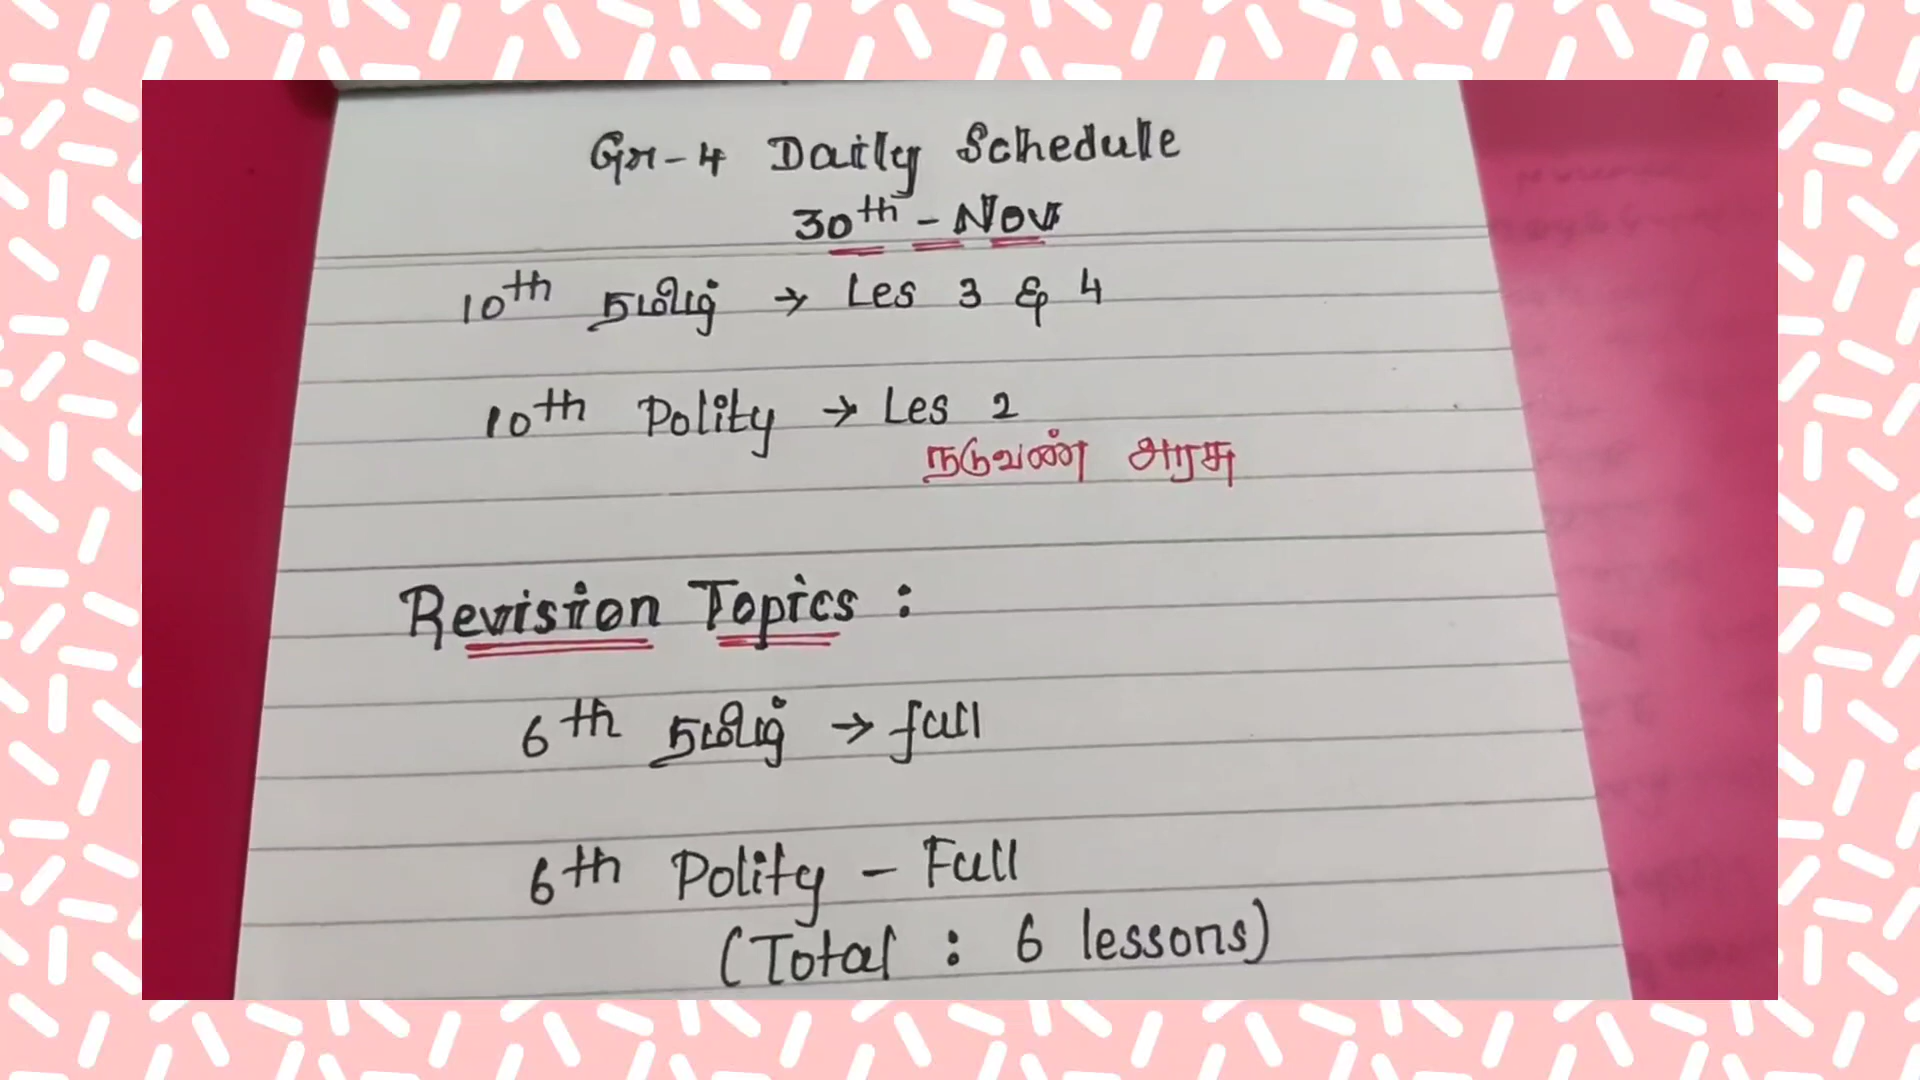 Gr-4 Daily Schedule
30th - Nov
10th தமிழ் → Les 3 & 4
10th Polity → Les 2
நடுவண் அரசு
Revision Topics :
6th தமிழ் → full
6th Polity - Full
(Total : 6 lessons)